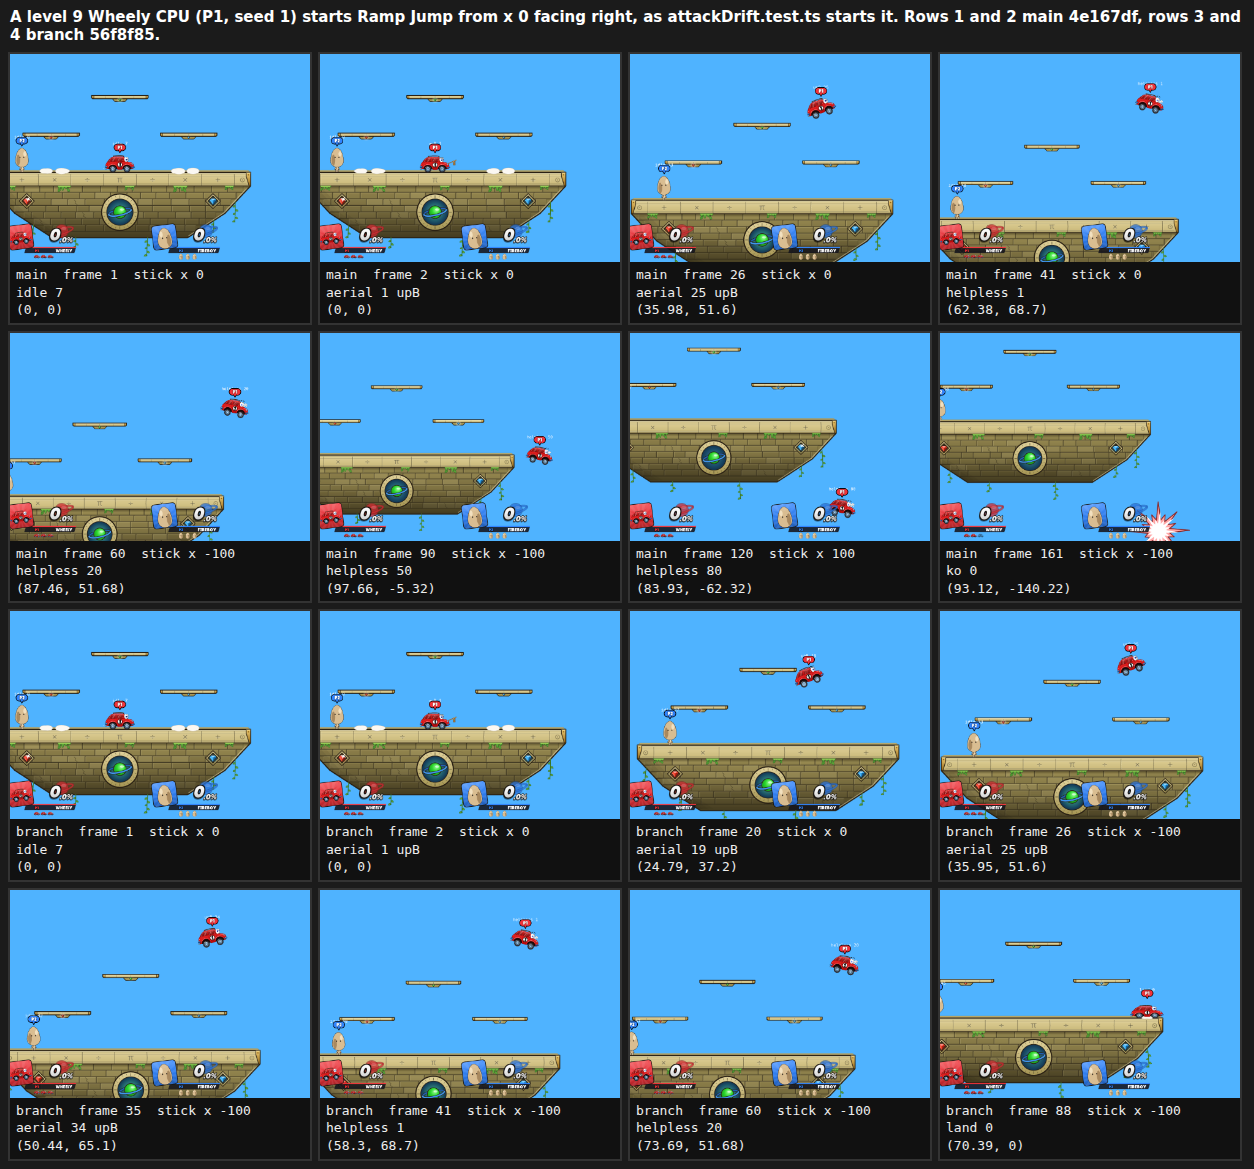 A level 9 Wheely CPU (P1, seed 1) starts Ramp Jump from x 0 facing right, as attackDrift.test.ts starts it. Rows 1 and 2 main 4e167df, rows 3 and
4 branch 56f8f85.
main  frame 1  stick x 0
idle 7
(0, 0)
main  frame 2  stick x 0
aerial 1 upB
(0, 0)
main  frame 26  stick x 0
aerial 25 upB
(35.98, 51.6)
main  frame 41  stick x 0
helpless 1
(62.38, 68.7)
main  frame 60  stick x -100
helpless 20
(87.46, 51.68)
main  frame 90  stick x -100
helpless 50
(97.66, -5.32)
main  frame 120  stick x 100
helpless 80
(83.93, -62.32)
main  frame 161  stick x -100
ko 0
(93.12, -140.22)
branch  frame 1  stick x 0
idle 7
(0, 0)
branch  frame 2  stick x 0
aerial 1 upB
(0, 0)
branch  frame 20  stick x 0
aerial 19 upB
(24.79, 37.2)
branch  frame 26  stick x -100
aerial 25 upB
(35.95, 51.6)
branch  frame 35  stick x -100
aerial 34 upB
(50.44, 65.1)
branch  frame 41  stick x -100
helpless 1
(58.3, 68.7)
branch  frame 60  stick x -100
helpless 20
(73.69, 51.68)
branch  frame 88  stick x -100
land 0
(70.39, 0)